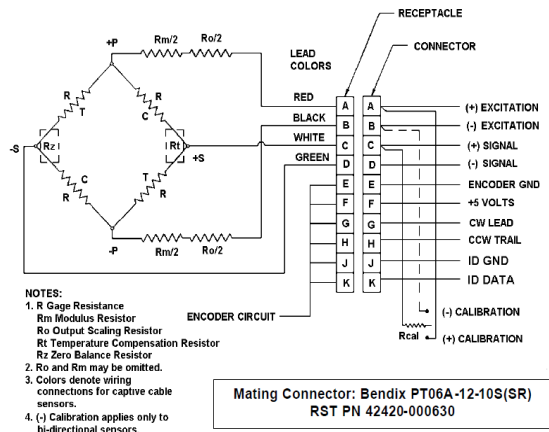 RECEPTACLE
CONNECTOR
+P
Rm/2
Ro/2
LEAD
COLORS
R
T
R
C
Rz
Rt
-S
+S
C
R
T
R
-P
Rm/2
Ro/2
RED
BLACK
WHITE
GREEN
A A (+) EXCITATION
B B (-) EXCITATION
C C (+) SIGNAL
D D (-) SIGNAL
E E ENCODER GND
F F +5 VOLTS
G G CW LEAD
H H CCW TRAIL
J J ID GND
K K ID DATA
ENCODER CIRCUIT
(-) CALIBRATION
Rcal
(+) CALIBRATION
NOTES:
1. R Gage Resistance
Rm Modulus Resistor
Ro Output Scaling Resistor
Rt Temperature Compensation Resistor
Rz Zero Balance Resistor
2. Ro and Rm may be omitted.
3. Colors denote wiring
connections for captive cable
sensors.
4. (-) Calibration applies only to
bi-directional sensors
Mating Connector: Bendix PT06A-12-10S(SR)
RST PN 42420-000630